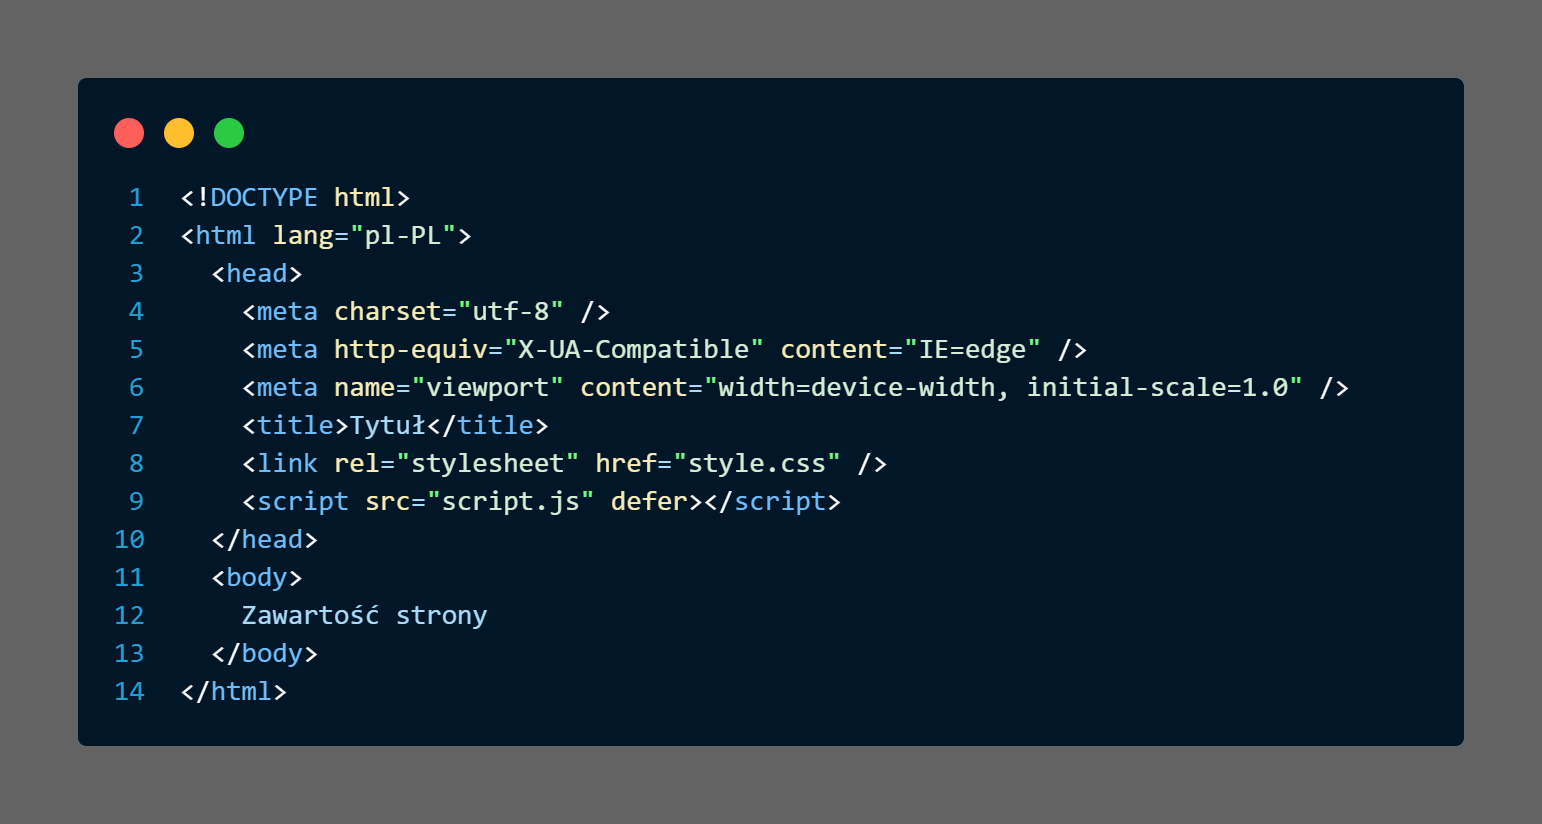 1 <!DOCTYPE html>
2 <html lang="pl-PL">
3   <head>
4     <meta charset="utf-8" />
5     <meta http-equiv="X-UA-Compatible" content="IE=edge" />
6     <meta name="viewport" content="width=device-width, initial-scale=1.0" />
7     <title>Tytuł</title>
8     <link rel="stylesheet" href="style.css" />
9     <script src="script.js" defer></script>
10   </head>
11   <body>
12     Zawartość strony
13   </body>
14 </html>